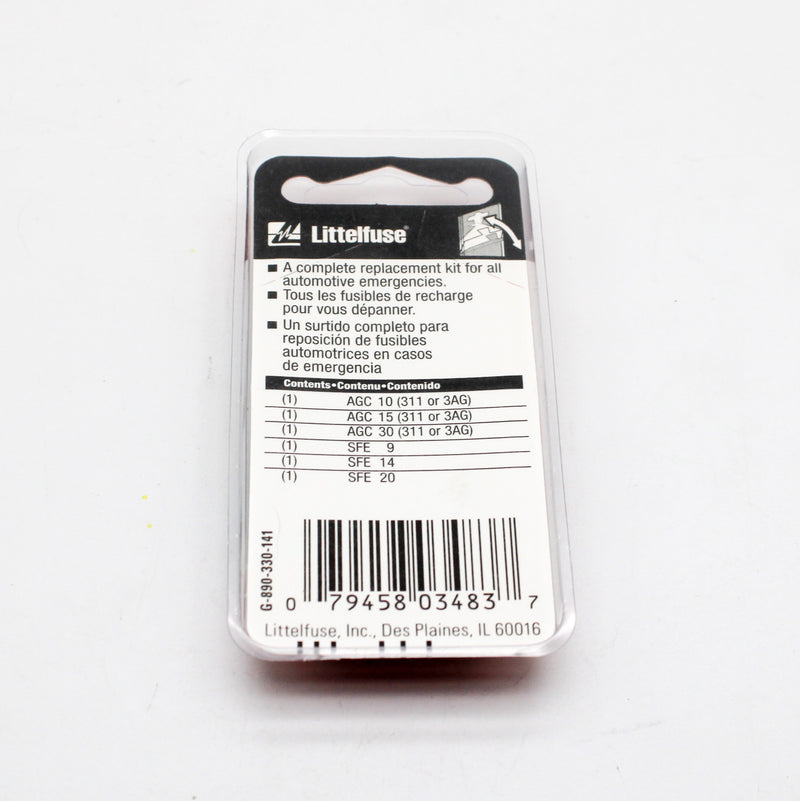 Littelfuse®
■ A complete replacement kit for all
automotive emergencies.
■ Tous les fusibles de recharge
pour vous dépanner.
■ Un surtido completo para
reposición de fusibles
automotrices en casos
de emergencia
Contents•Contenu•Contenido
(1) AGC 10 (311 or 3AG)
(1) AGC 15 (311 or 3AG)
(1) AGC 30 (311 or 3AG)
(1) SFE 9
(1) SFE 14
(1) SFE 20
G-890-330-141
0 79458 03483 7
Littelfuse, Inc., Des Plaines, IL 60016